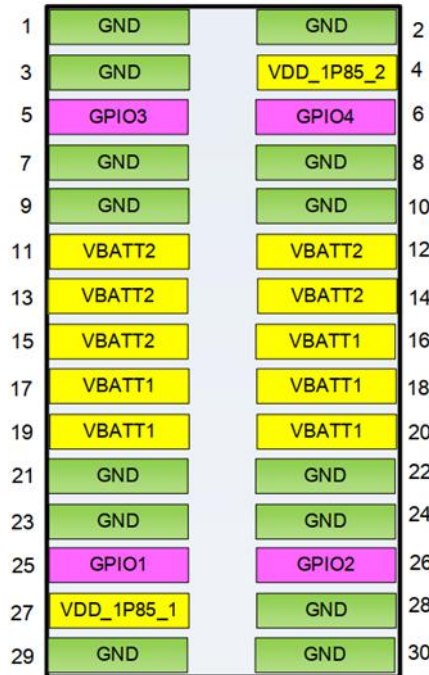 1 GND GND 2
3 GND VDD_1P85_2 4
5 GPIO3 GPIO4 6
7 GND GND 8
9 GND GND 10
11 VBATT2 VBATT2 12
13 VBATT2 VBATT2 14
15 VBATT2 VBATT1 16
17 VBATT1 VBATT1 18
19 VBATT1 VBATT1 20
21 GND GND 22
23 GND GND 24
25 GPIO1 GPIO2 26
27 VDD_1P85_1 GND 28
29 GND GND 30